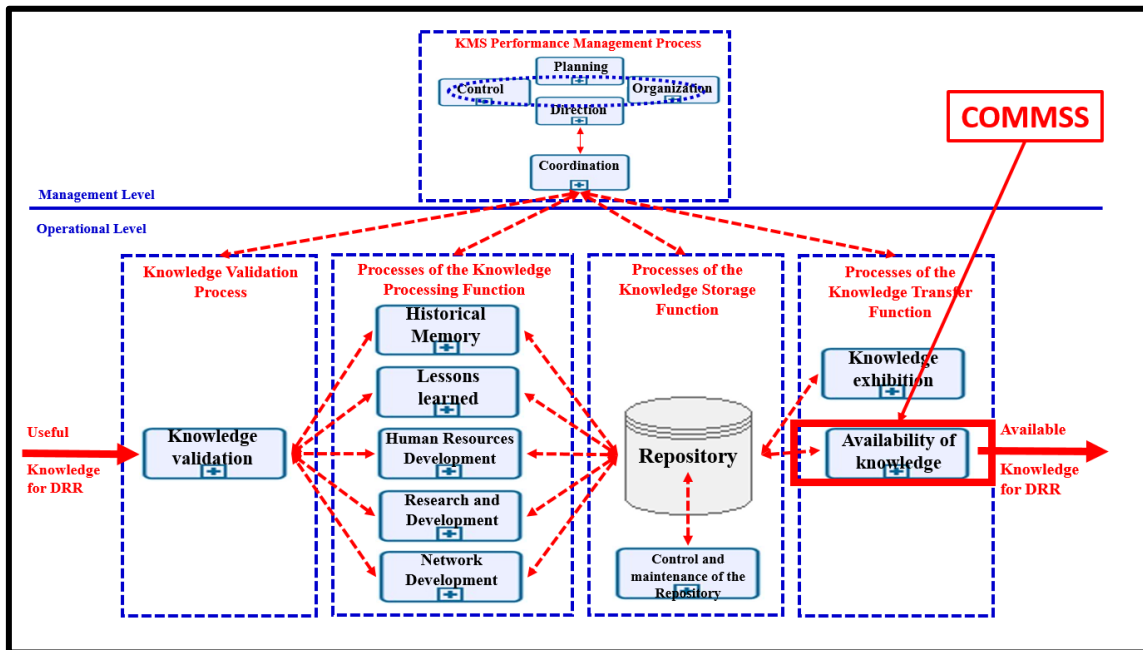 KMS Performance Management Process
Planning
Control
Organization
Direction
COMMSS
Coordination
Management Level
Operational Level
Knowledge Validation
Process
Processes of the Knowledge
Processing Function
Processes of the
Knowledge Storage
Function
Processes of the
Knowledge Transfer
Function
Historical
Memory
Lessons
learned
Human Resources
Development
Research and
Development
Network
Development
Useful
Knowledge
for DRR
Knowledge
validation
Repository
Control and
maintenance of the
Repository
Knowledge
exhibition
Availability of
knowledge
Available
Knowledge
for DRR